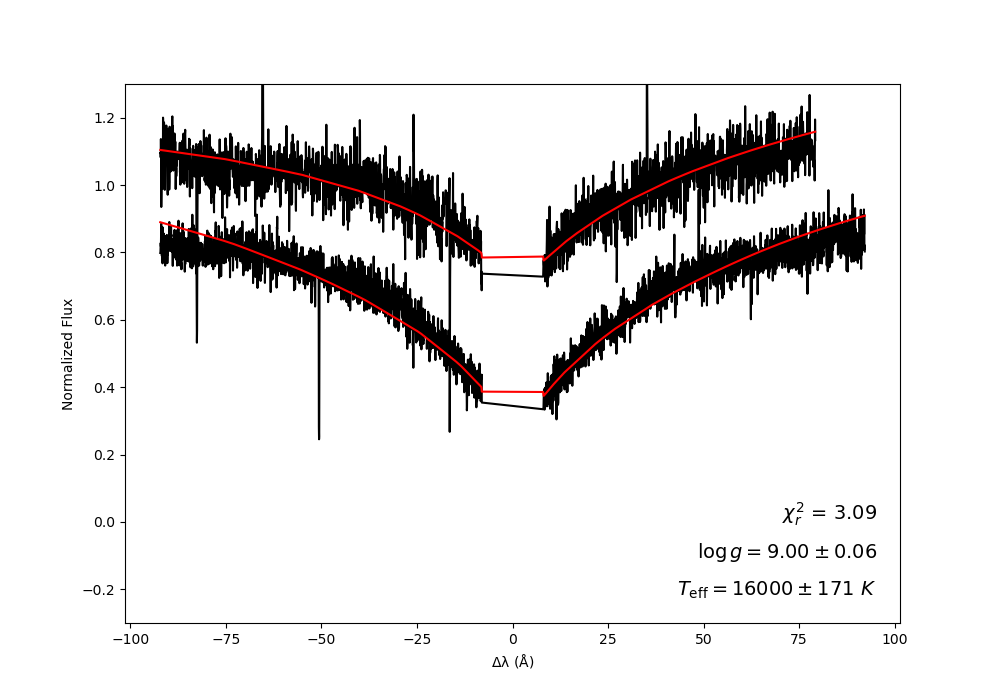 1.2
1.0
0.8
0.6
0.4
0.2
0.0
−0.2
Normalized Flux
χ²ᵣ = 3.09
log g = 9.00 ± 0.06
T_eff = 16000 ± 171 K
−100 −75 −50 −25 0 25 50 75 100
Δλ (Å)